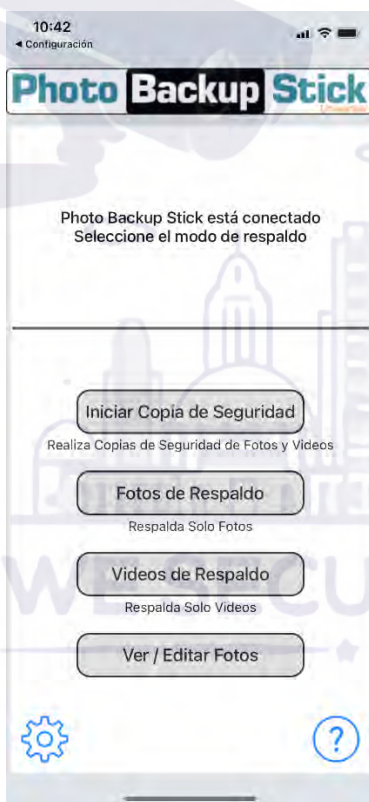 10:42
◄ Configuración
Photo Backup Stick
Universal
Photo Backup Stick está conectado
Seleccione el modo de respaldo
Iniciar Copia de Seguridad
Realiza Copias de Seguridad de Fotos y Videos
Fotos de Respaldo
Respalda Solo Fotos
Videos de Respaldo
Respalda Solo Videos
WE SECU
Ver / Editar Fotos
?